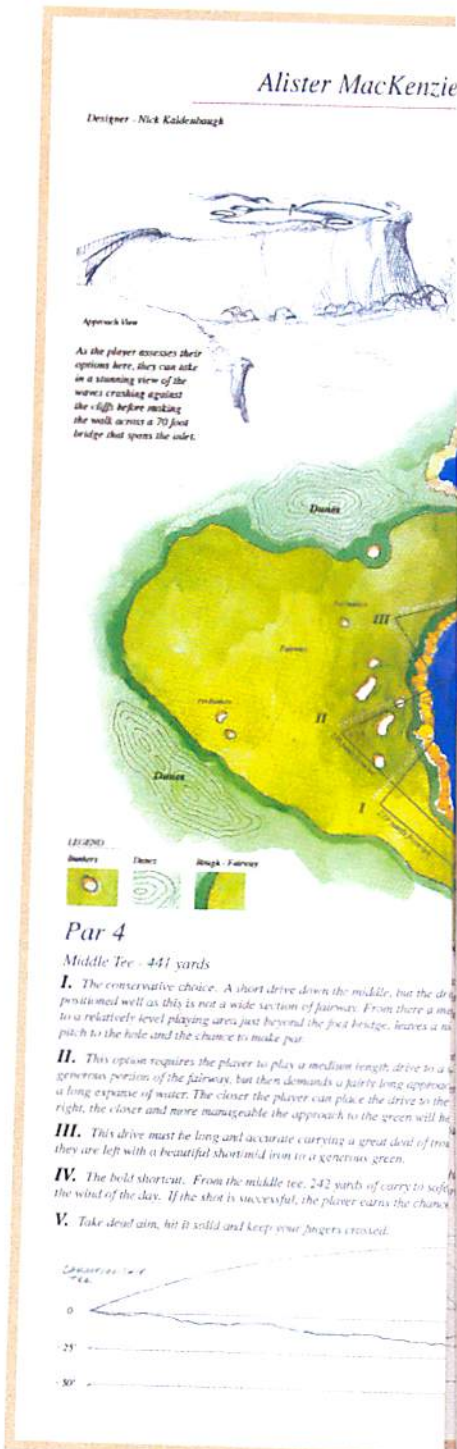 Alister MacKenzie
Designer - Nick Kaldenbaugh
Approach View
As the player assesses their
options here, they can take
in a stunning view of the
waves crashing against
the cliffs before making
the walk across a 70 foot
bridge that spans the inlet.
Dunes
III
Fairway
II
Dunes
I
LEGEND
Bunkers
Dunes
Rough - Fairway
Par 4
Middle Tee - 441 yards
I. The conservative choice. A short drive down the middle, but the
positioned well as this is not a wide section of fairway. From there a
to a relatively level playing area just beyond the foot bridge, leaves a
pitch to the hole and the chance to make par.
II. This option requires the player to play a medium length drive to a
generous portion of the fairway, but then demands a fairly long
a long expanse of water. The closer the player can place the drive to the
right, the closer and more manageable the approach to the green will be
III. This drive must be long and accurate carrying a great deal of
they are left with a beautiful short/mid iron to a generous green.
IV. The bold shortcut. From the middle tee, 242 yards of carry to
the wind of the day. If the shot is successful, the player earns the
V. Take dead aim, hit it solid and keep your fingers crossed.
CHAMPIONSHIP
TEE
0
- 25'
- 50'